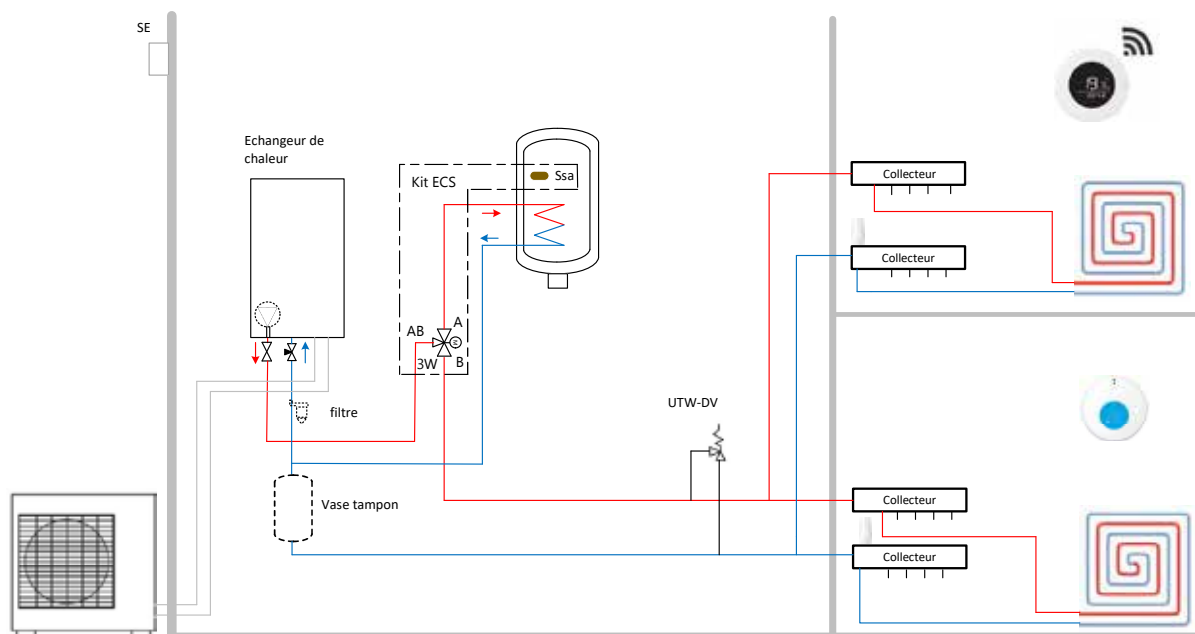 SE
Echangeur de
chaleur
Kit ECS
Ssa
Collecteur
Collecteur
A
AB
M
3W
B
filtre
UTW-DV
Vase tampon
Collecteur
Collecteur